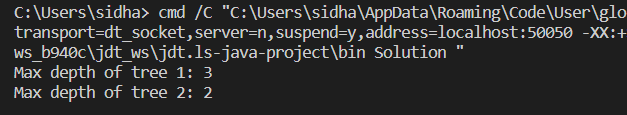 C:\Users\sidha> cmd /C "C:\Users\sidha\AppData\Roaming\Code\User\glo
transport=dt_socket,server=n,suspend=y,address=localhost:50050 -XX:+
ws_b940c\jdt_ws\jdt.ls-java-project\bin Solution "
Max depth of tree 1: 3
Max depth of tree 2: 2